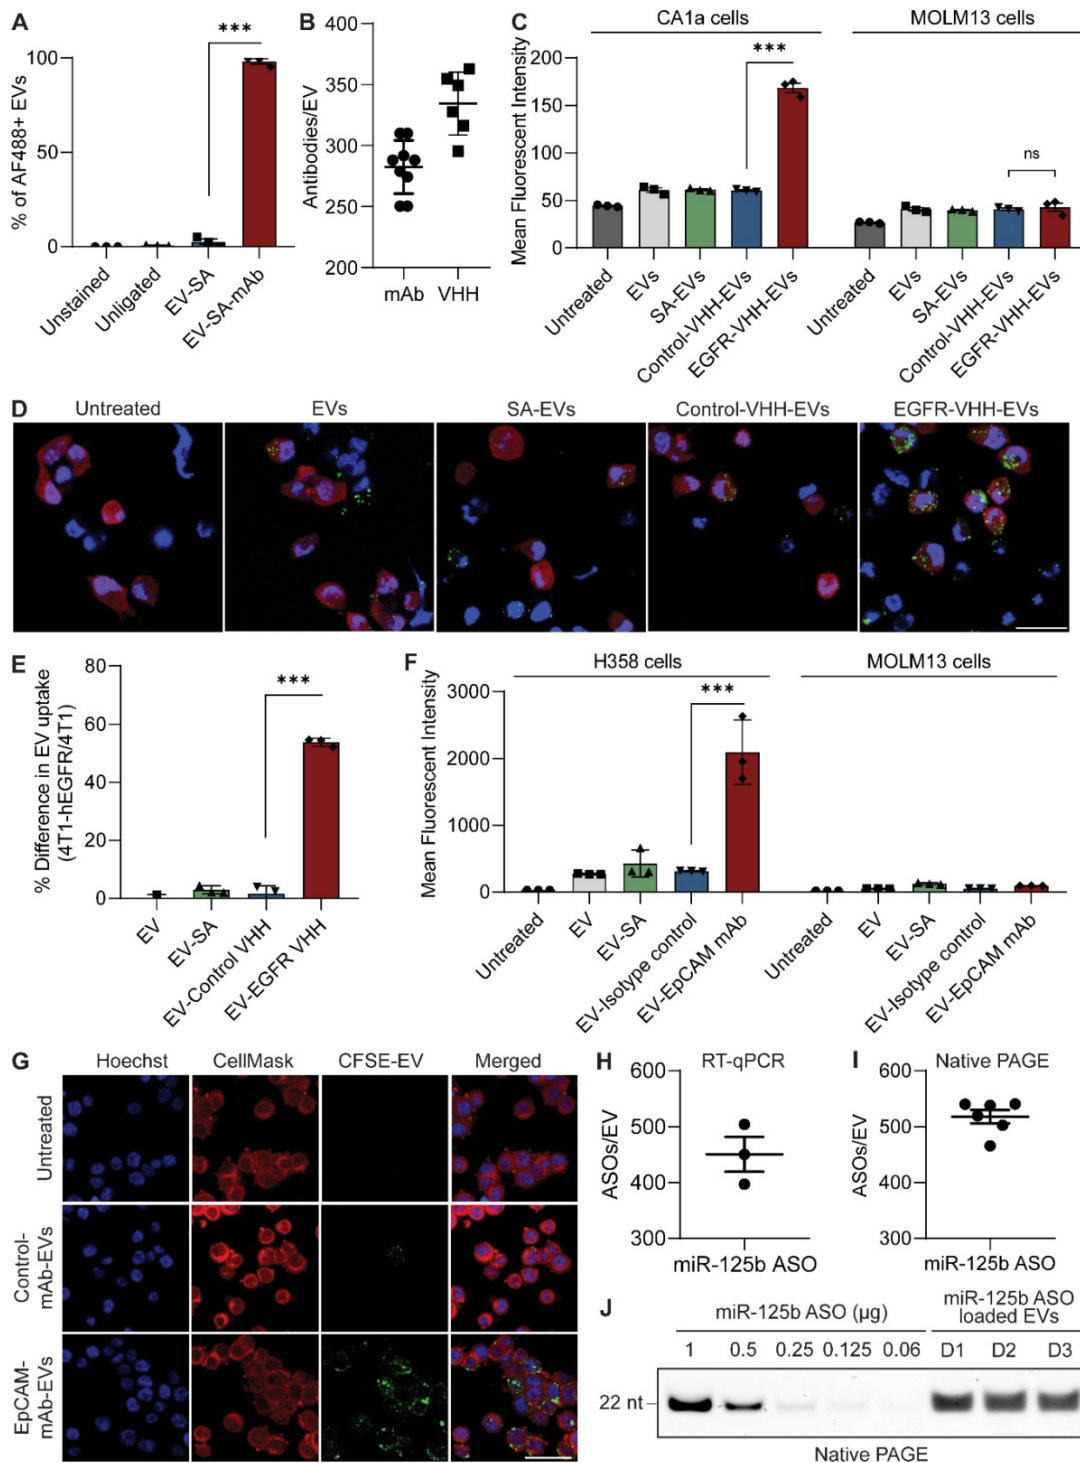 A
% of AF488+ EVs
100
50
0
***
Unstained
Unligated
EV-SA
EV-SA-mAb
B
Antibodies/EV
400
350
300
250
200
mAb
VHH
C
CA1a cells
MOLM13 cells
Mean Fluorescent Intensity
200
150
100
50
0
***
ns
Untreated
EVs
SA-EVs
Control-VHH-EVs
EGFR-VHH-EVs
Untreated
EVs
SA-EVs
Control-VHH-EVs
EGFR-VHH-EVs
D
Untreated
EVs
SA-EVs
Control-VHH-EVs
EGFR-VHH-EVs
E
% Difference in EV uptake
(4T1-hEGFR/4T1)
80
60
40
20
0
***
EV
EV-SA
EV-Control VHH
EV-EGFR VHH
F
H358 cells
MOLM13 cells
Mean Fluorescent Intensity
3000
2000
1000
0
***
Untreated
EV
EV-SA
EV-Isotype control
EV-EpCAM mAb
Untreated
EV
EV-SA
EV-Isotype control
EV-EpCAM mAb
G
Hoechst
CellMask
CFSE-EV
Merged
Untreated
Control-
mAb-EVs
EpCAM-
mAb-EVs
H
RT-qPCR
ASOs/EV
600
500
400
300
miR-125b ASO
I
Native PAGE
ASOs/EV
600
500
400
300
miR-125b ASO
J
miR-125b ASO (µg)
miR-125b ASO
loaded EVs
1 0.5 0.25 0.125 0.06 D1 D2 D3
22 nt
Native PAGE